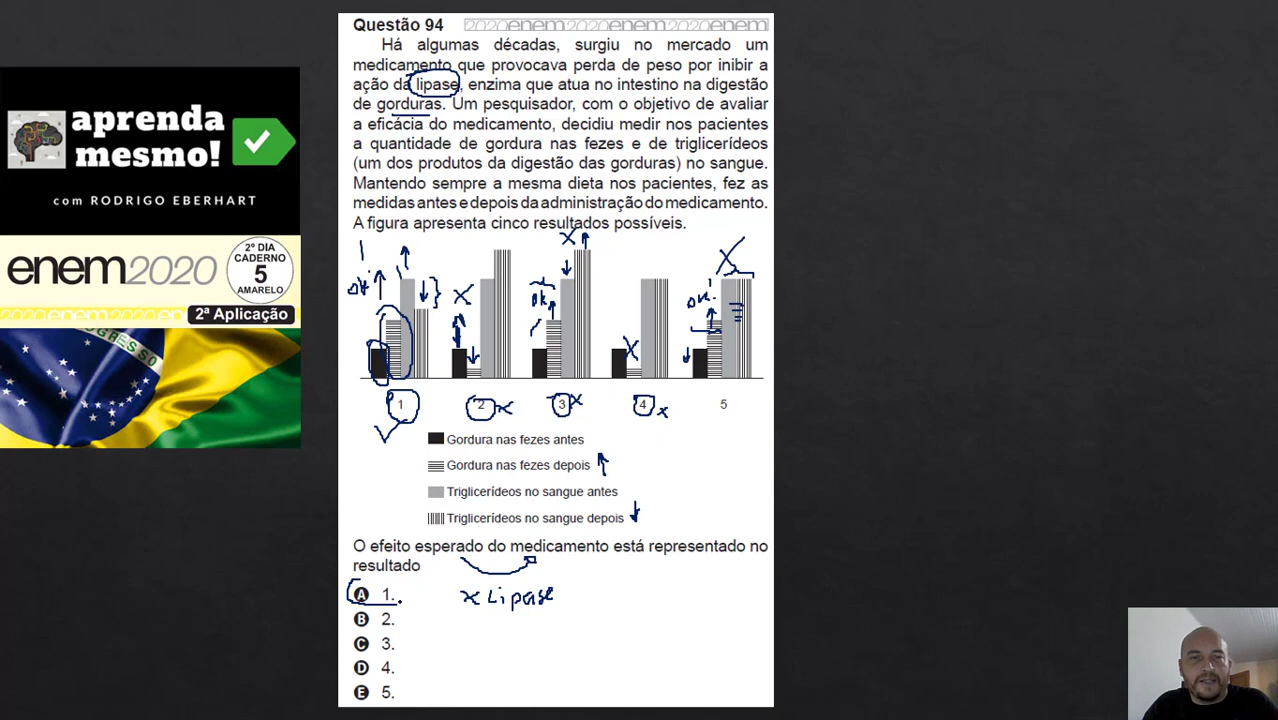 aprenda
mesmo!
com RODRIGO EBERHART
enem2020
2º DIA
CADERNO
5
AMARELO
2ª Aplicação
Questão 94
2020enem2020enem2020enem
Há algumas décadas, surgiu no mercado um
medicamento que provocava perda de peso por inibir a
ação da lipase, enzima que atua no intestino na digestão
de gorduras. Um pesquisador, com o objetivo de avaliar
a eficácia do medicamento, decidiu medir nos pacientes
a quantidade de gordura nas fezes e de triglicerídeos
(um dos produtos da digestão das gorduras) no sangue.
Mantendo sempre a mesma dieta nos pacientes, fez as
medidas antes e depois da administração do medicamento.
A figura apresenta cinco resultados possíveis.
ok
x
x
ok
x
x
ok
x
1 2 x 3 x 4 x 5
Gordura nas fezes antes
Gordura nas fezes depois
Triglicerídeos no sangue antes
Triglicerídeos no sangue depois
O efeito esperado do medicamento está representado no
resultado
A 1.
x Lipase
B 2.
C 3.
D 4.
E 5.